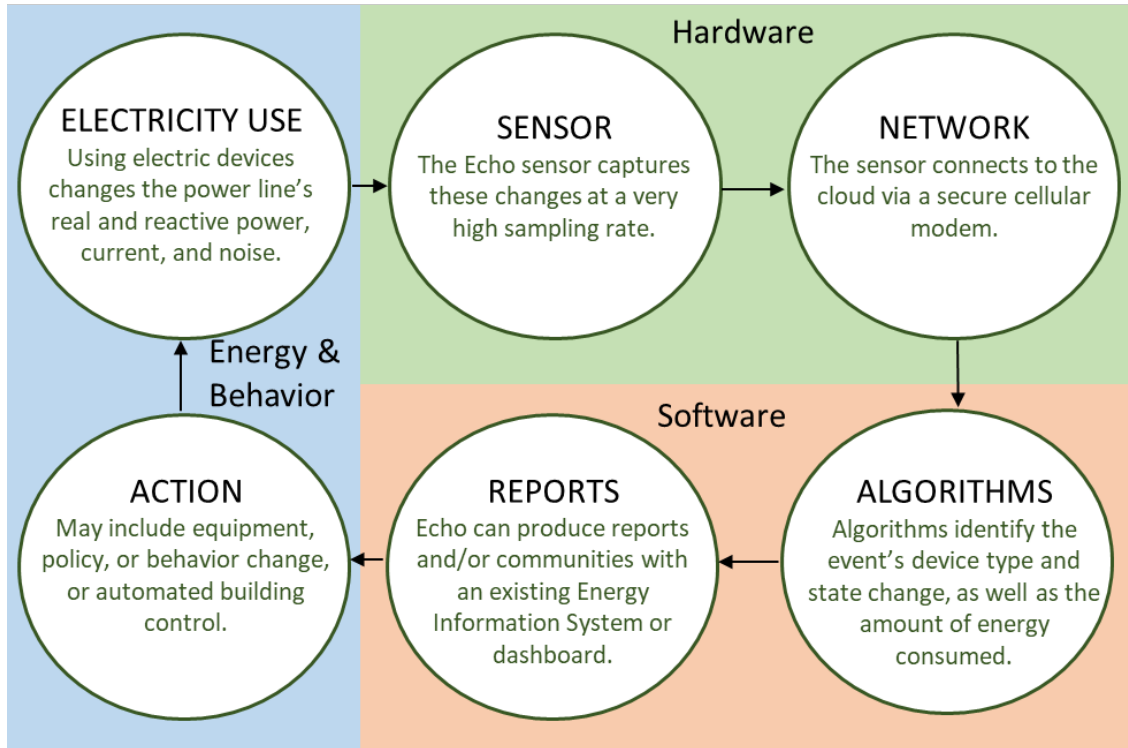 Hardware
ELECTRICITY USE
Using electric devices
changes the power line's
real and reactive power,
current, and noise.
SENSOR
The Echo sensor captures
these changes at a very
high sampling rate.
NETWORK
The sensor connects to the
cloud via a secure cellular
modem.
Energy &
Behavior
Software
ACTION
May include equipment,
policy, or behavior change,
or automated building
control.
REPORTS
Echo can produce reports
and/or communities with
an existing Energy
Information System or
dashboard.
ALGORITHMS
Algorithms identify the
event's device type and
state change, as well as the
amount of energy
consumed.